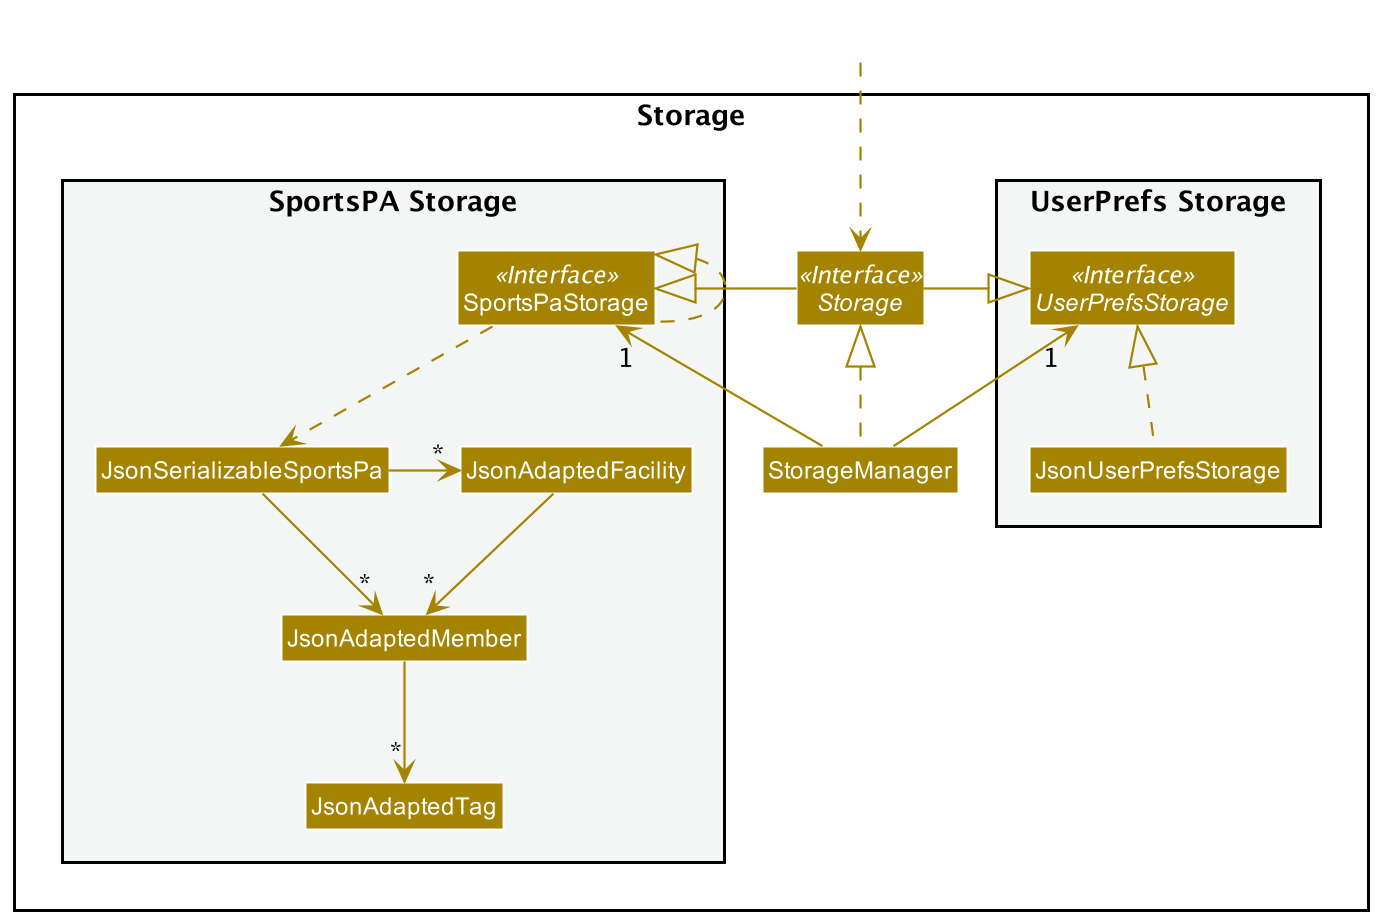 Storage
SportsPA Storage
UserPrefs Storage
«Interface»
SportsPaStorage
«Interface»
Storage
«Interface»
UserPrefsStorage
1
1
JsonSerializableSportsPa
*
JsonAdaptedFacility
StorageManager
JsonUserPrefsStorage
*
*
JsonAdaptedMember
*
JsonAdaptedTag